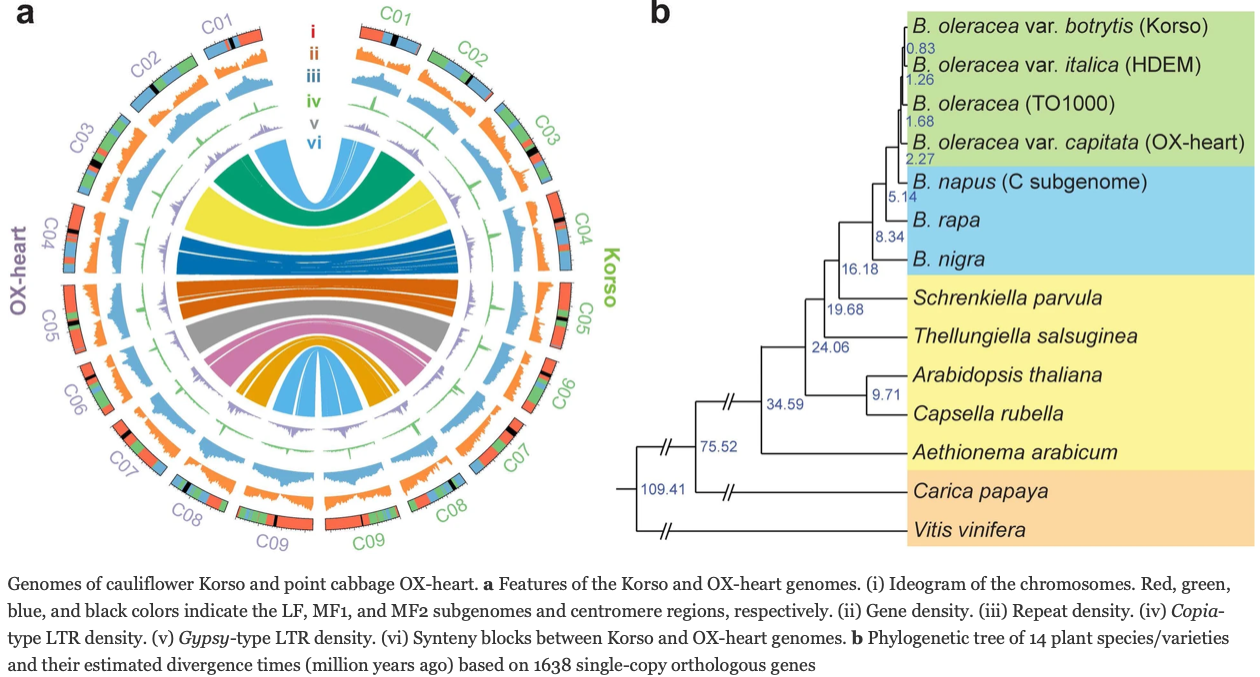 a
C01
C02
C03
C04
C05
C06
C07
C08
C09
C01
C02
C03
C04
C05
C06
C07
C08
C09
i
ii
iii
iv
v
vi
OX-heart
Korso
b
B. oleracea var. botrytis (Korso)
0.83
B. oleracea var. italica (HDEM)
1.26
B. oleracea (TO1000)
1.68
B. oleracea var. capitata (OX-heart)
2.27
B. napus (C subgenome)
5.14
B. rapa
8.34
B. nigra
16.18
Schrenkiella parvula
19.68
Thellungiella salsuginea
24.06
Arabidopsis thaliana
9.71
34.59
Capsella rubella
75.52
Aethionema arabicum
109.41
Carica papaya
Vitis vinifera
Genomes of cauliflower Korso and point cabbage OX-heart. a Features of the Korso and OX-heart genomes. (i) Ideogram of the chromosomes. Red, green,
blue, and black colors indicate the LF, MF1, and MF2 subgenomes and centromere regions, respectively. (ii) Gene density. (iii) Repeat density. (iv) Copia-
type LTR density. (v) Gypsy-type LTR density. (vi) Synteny blocks between Korso and OX-heart genomes. b Phylogenetic tree of 14 plant species/varieties
and their estimated divergence times (million years ago) based on 1638 single-copy orthologous genes